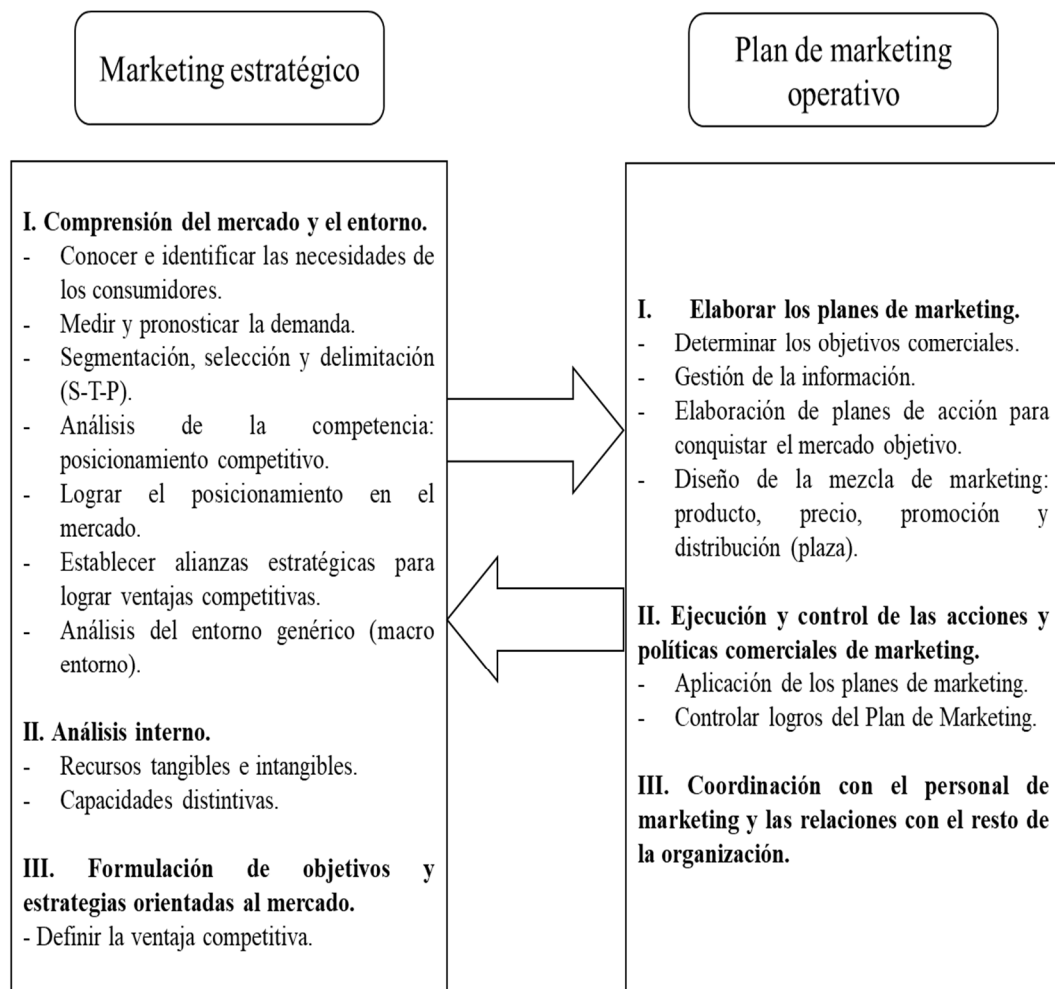 Marketing estratégico
I. Comprensión del mercado y el entorno.
- Conocer e identificar las necesidades de
los consumidores.
- Medir y pronosticar la demanda.
- Segmentación, selección y delimitación
(S-T-P).
- Análisis de la competencia:
posicionamiento competitivo.
- Lograr el posicionamiento en el
mercado.
- Establecer alianzas estratégicas para
lograr ventajas competitivas.
- Análisis del entorno genérico (macro
entorno).
II. Análisis interno.
- Recursos tangibles e intangibles.
- Capacidades distintivas.
III. Formulación de objetivos y
estrategias orientadas al mercado.
- Definir la ventaja competitiva.
Plan de marketing
operativo
I. Elaborar los planes de marketing.
- Determinar los objetivos comerciales.
- Gestión de la información.
- Elaboración de planes de acción para
conquistar el mercado objetivo.
- Diseño de la mezcla de marketing:
producto, precio, promoción y
distribución (plaza).
II. Ejecución y control de las acciones y
políticas comerciales de marketing.
- Aplicación de los planes de marketing.
- Controlar logros del Plan de Marketing.
III. Coordinación con el personal de
marketing y las relaciones con el resto de
la organización.